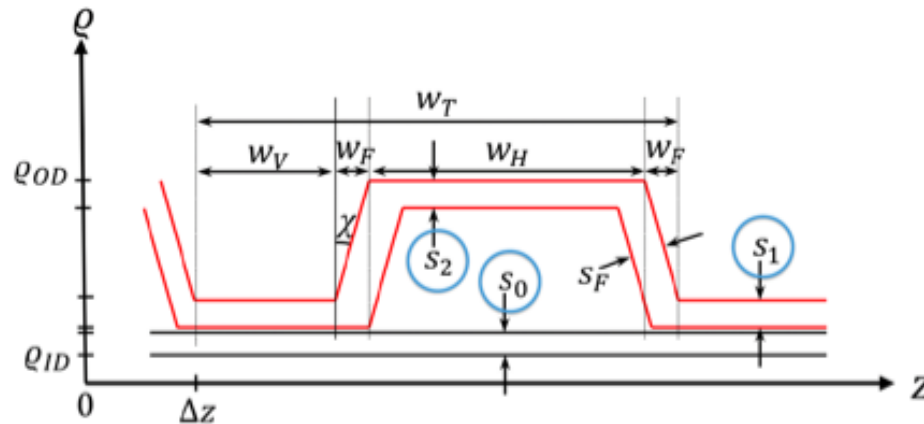 ϱ
w_T
w_V w_F w_H w_F
ϱ_OD
χ
s_2 s_0 s_F s_1
ϱ_ID
0 Δz z